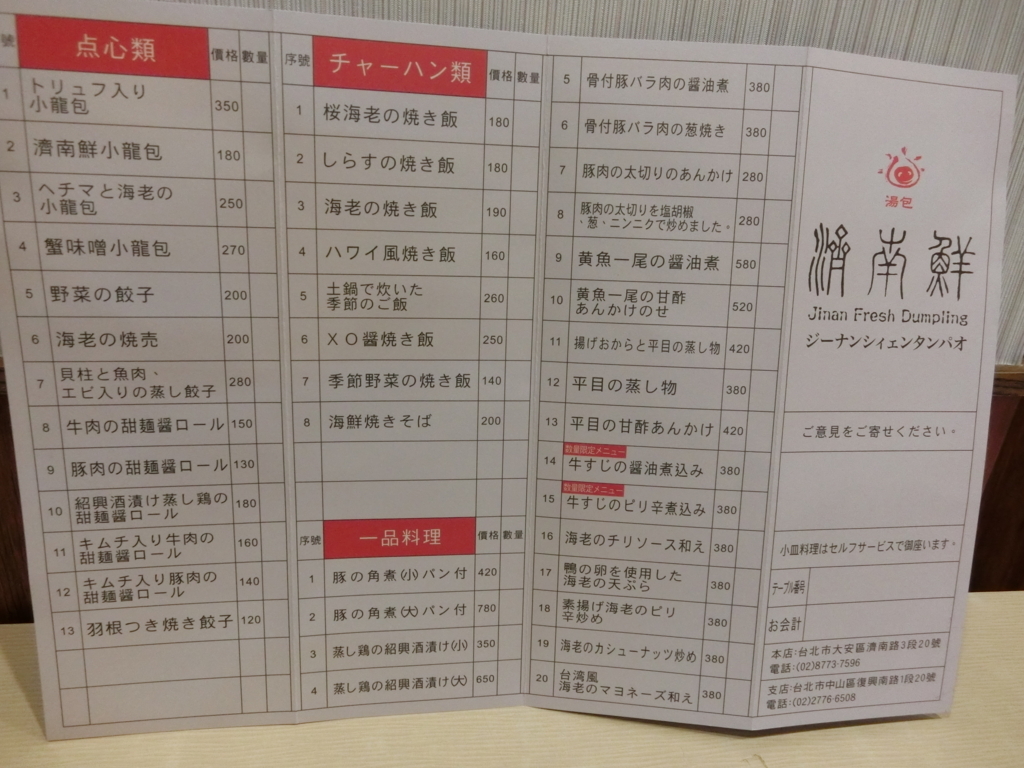 號 点心類 價格 數量
1 トリュフ入り
小龍包 350
2 濟南鮮小龍包 180
3 ヘチマと海老の
小龍包 250
4 蟹味噌小龍包 270
5 野菜の餃子 200
6 海老の焼売 200
7 貝柱と魚肉、
エビ入りの蒸し餃子 280
8 牛肉の甜麺醤ロール 150
9 豚肉の甜麺醤ロール 130
10 紹興酒漬け蒸し鶏の
甜麺醤ロール 180
11 キムチ入り牛肉の
甜麺醤ロール 160
12 キムチ入り豚肉の
甜麺醤ロール 140
13 羽根つき焼き餃子 120
序號 チャーハン類 價格 數量
1 桜海老の焼き飯 180
2 しらすの焼き飯 180
3 海老の焼き飯 190
4 ハワイ風焼き飯 160
5 土鍋で炊いた
季節のご飯 260
6 ＸＯ醤焼き飯 250
7 季節野菜の焼き飯 140
8 海鮮焼きそば 200
序號 一品料理 價格 數量
1 豚の角煮(小)パン付 420
2 豚の角煮(大)パン付 780
3 蒸し鶏の紹興酒漬け(小) 350
4 蒸し鶏の紹興酒漬け(大) 650
5 骨付豚バラ肉の醤油煮 380
6 骨付豚バラ肉の葱焼き 380
7 豚肉の太切りのあんかけ 280
8 豚肉の太切りを塩胡椒
、葱、ニンニクで炒めました。 280
9 黄魚一尾の醤油煮 580
10 黄魚一尾の甘酢
あんかけのせ 520
11 揚げおからと平目の蒸し物 420
12 平目の蒸し物 380
13 平目の甘酢あんかけ 420
数量限定メニュー
14 牛すじの醤油煮込み 380
数量限定メニュー
15 牛すじのピリ辛煮込み 380
16 海老のチリソース和え 380
17 鴨の卵を使用した
海老の天ぷら 380
18 素揚げ海老のピリ
辛炒め 380
19 海老のカシューナッツ炒め 380
20 台湾風
海老のマヨネーズ和え 380
湯包
濟南鮮
Jinan Fresh Dumpling
ジーナンシィェンタンパオ
ご意見をご寄せください。
小皿料理はセルフサービスで御座います。
テーブル番号
お会計
本店:台北市大安區濟南路3段20號
電話:(02)8773-7596
支店:台北市中山區復興南路1段20號
電話:(02)2776-6508